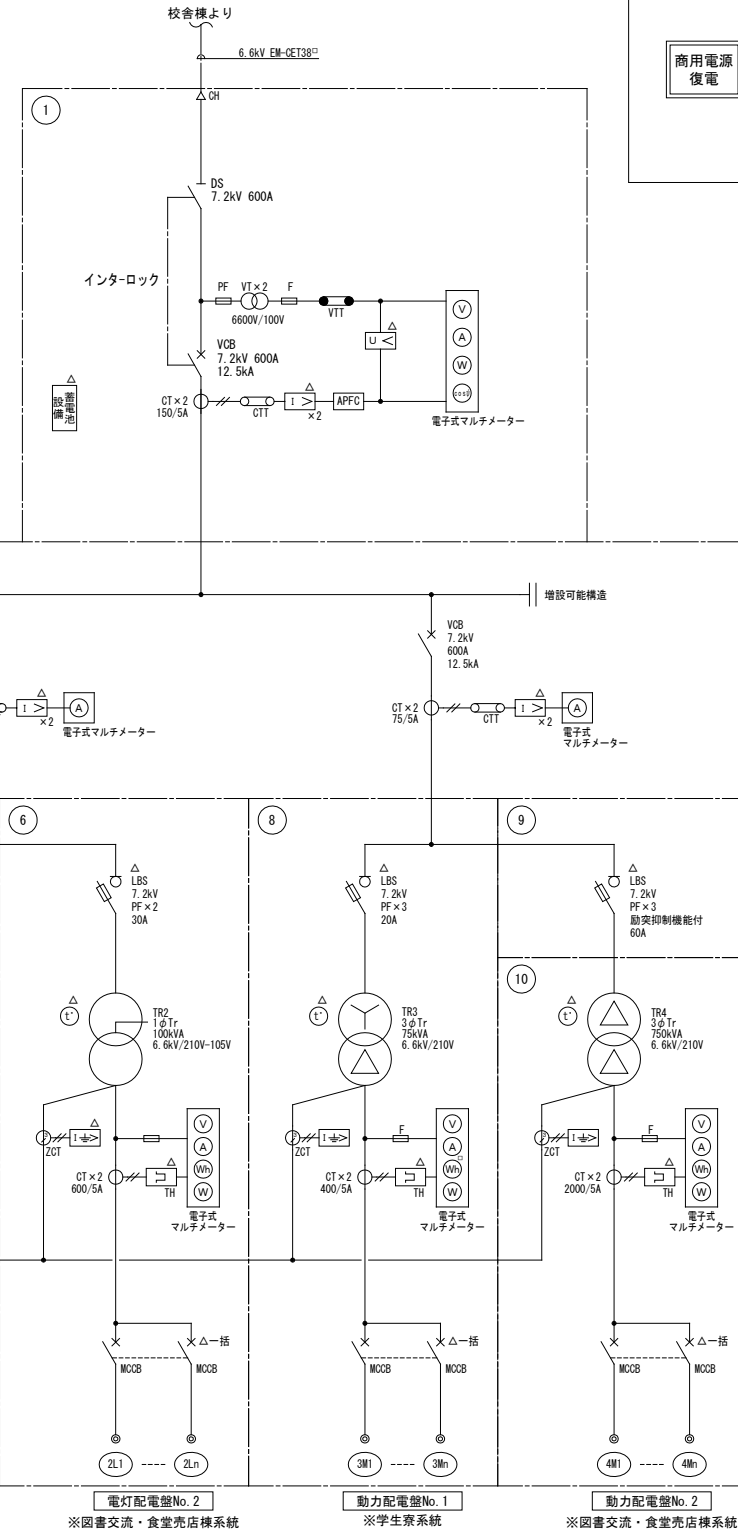 校舎棟より
6.6kV EM-CET38□
商用電源
復電
1
CH
DS
7.2kV 600A
インターロック
PF
VT×2
F
6600V/100V
VTT
U <
△
V
A
W
cosφ
電子式マルチメーター
VCB
7.2kV 600A
12.5kA
△
蓄電池
設備
CT×2
150/5A
CTT
△
I >
×2
APFC
増設可能構造
VCB
7.2kV
600A
12.5kA
△
I >
×2
A
電子式マルチメーター
CT×2
75/5A
CTT
△
I >
×2
A
電子式
マルチメーター
6
△
LBS
7.2kV
PF×2
30A
△
t°
TR2
1φTr
100kVA
6.6kV/210V-105V
△
I
>
ZCT
CT×2
600/5A
△
TH
V
A
Wh
W
電子式
マルチメーター
△一括
MCCB
MCCB
2L1
----
2Ln
電灯配電盤No.2
※図書交流・食堂売店棟系統
8
△
LBS
7.2kV
PF×3
20A
△
t°
TR3
3φTr
75kVA
6.6kV/210V
I
>
ZCT
F
CT×2
400/5A
△
TH
V
A
Wh
W
電子式
マルチメーター
△一括
MCCB
MCCB
3M1
----
3Mn
動力配電盤No.1
※学生寮系統
9
△
LBS
7.2kV
PF×3
励突抑制機能付
60A
10
△
t°
TR4
3φTr
750kVA
6.6kV/210V
I
>
ZCT
F
CT×2
2000/5A
△
TH
V
A
Wh
W
電子式
マルチメーター
△一括
MCCB
MCCB
4M1
----
4Mn
動力配電盤No.2
※図書交流・食堂売店棟系統